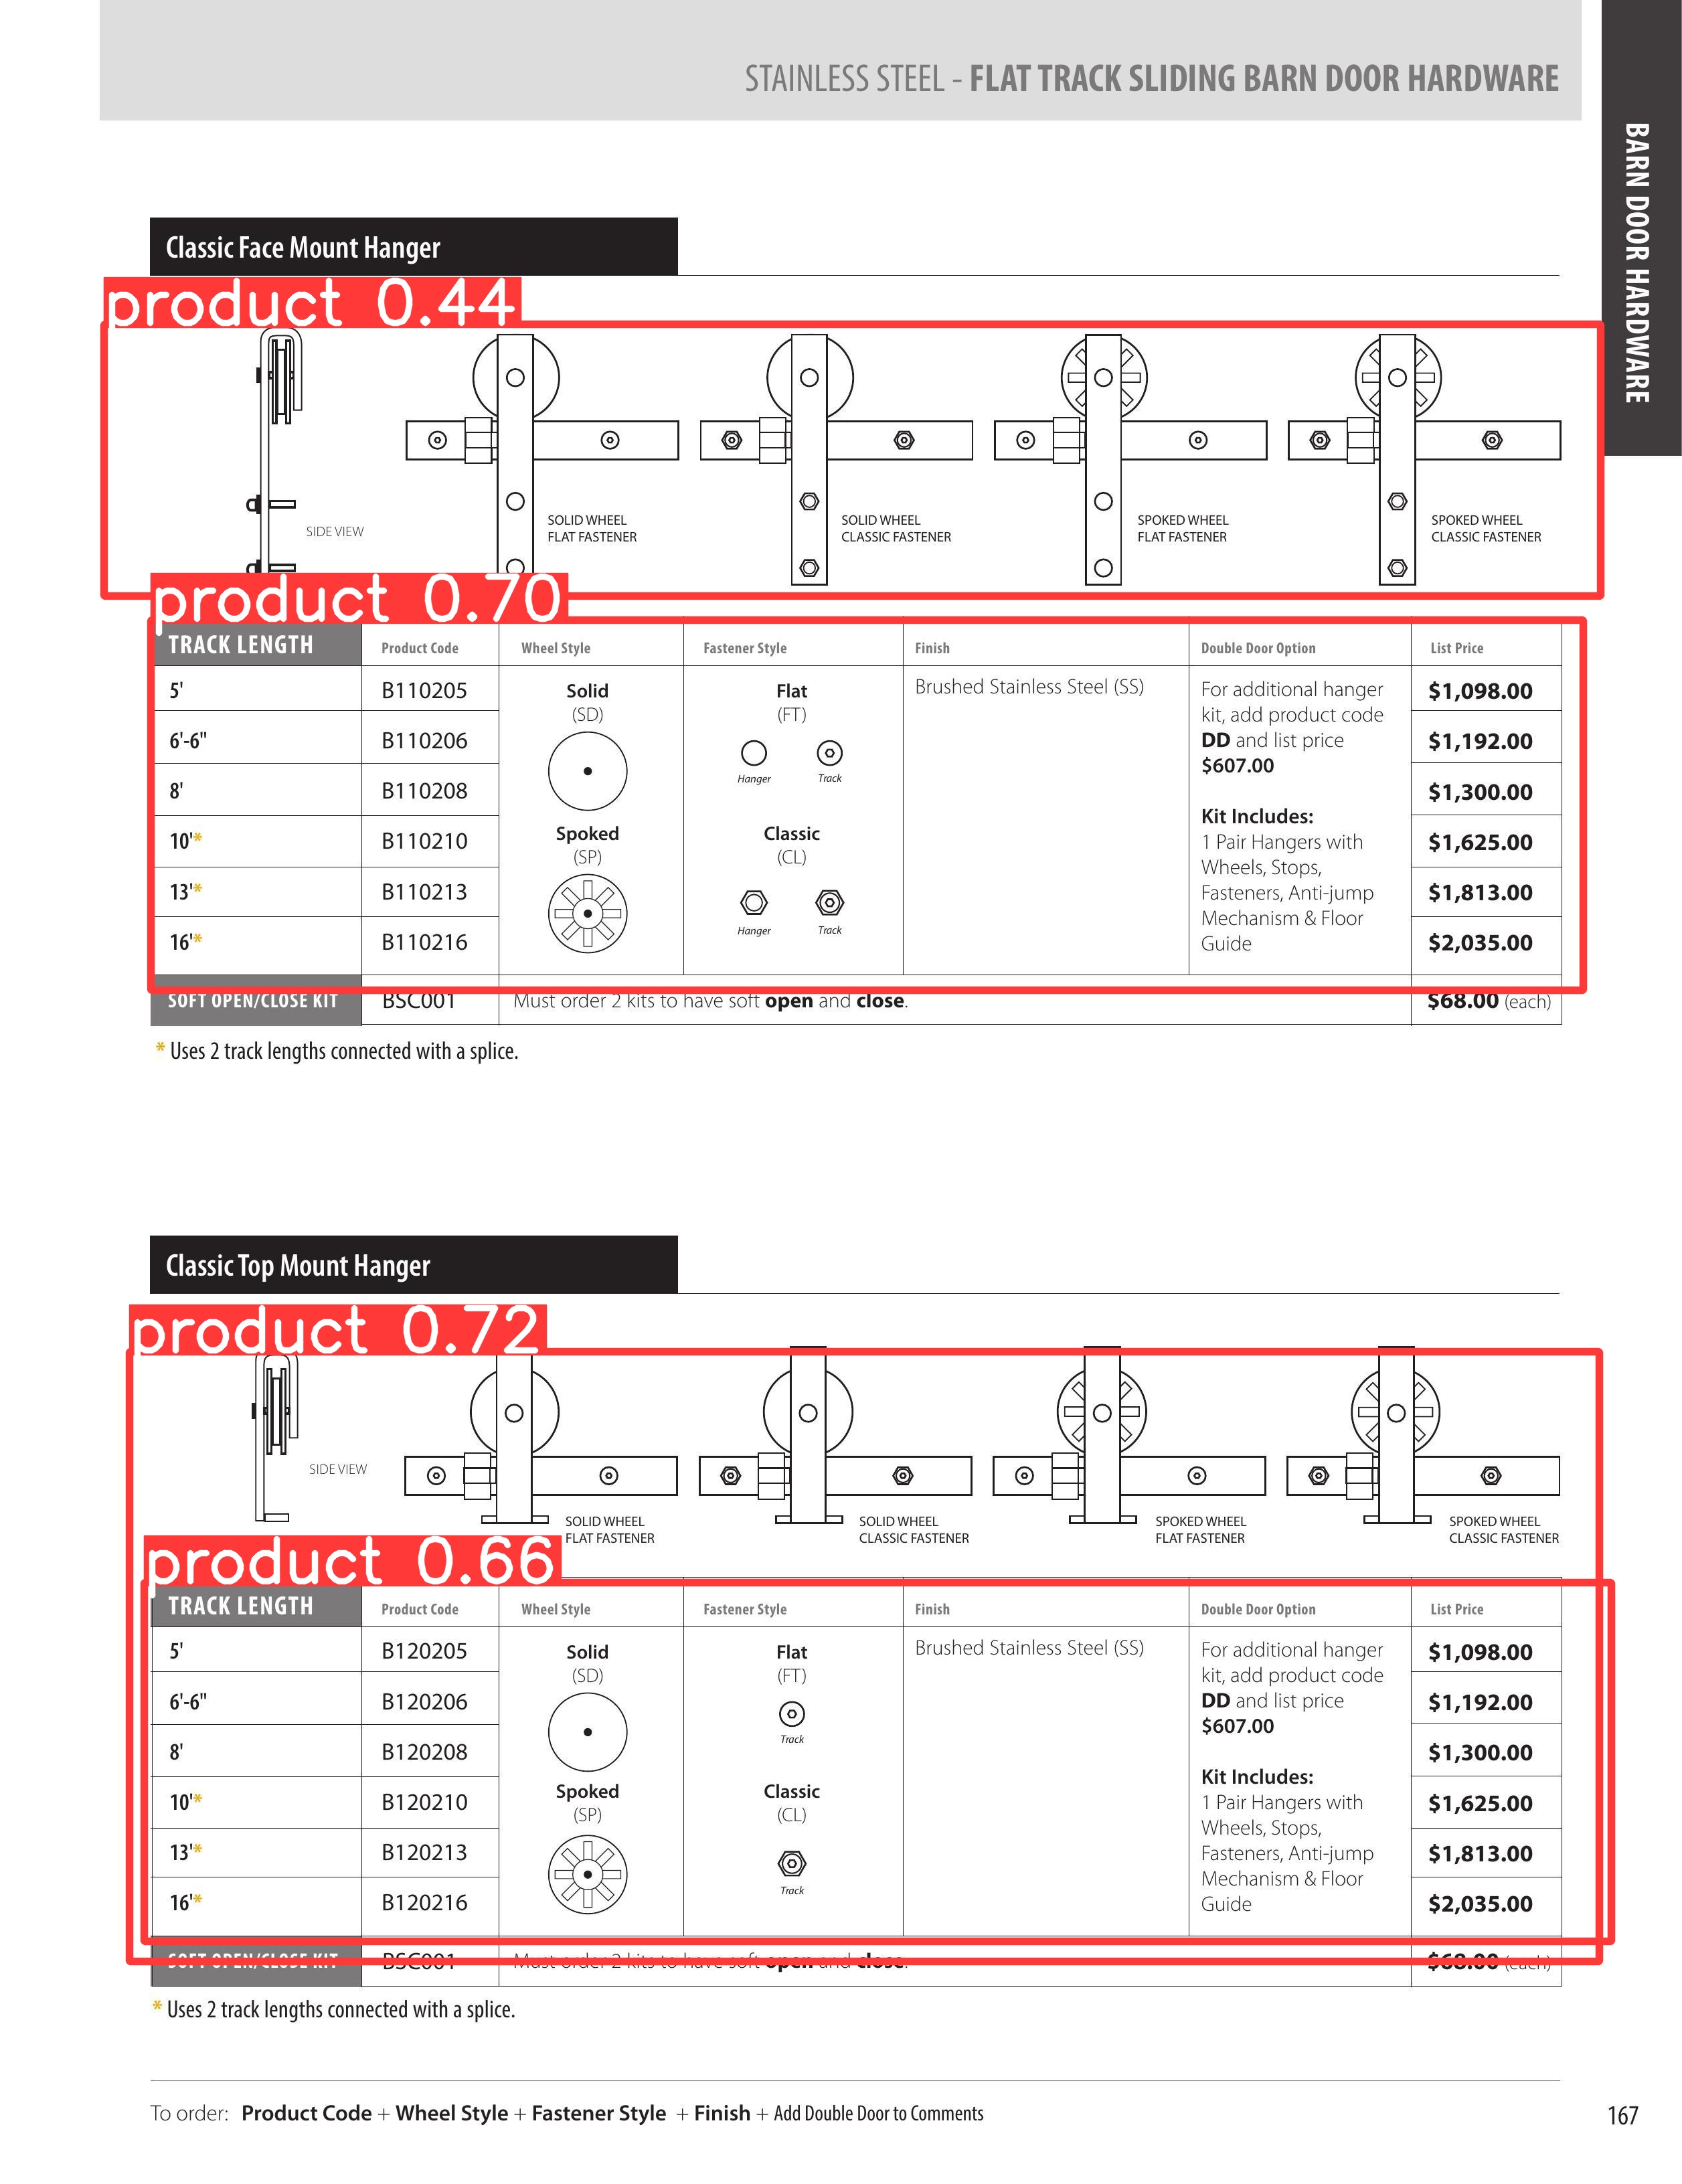 STAINLESS STEEL - FLAT TRACK SLIDING BARN DOOR HARDWARE
BARN DOOR HARDWARE
Classic Face Mount Hanger
product 0.44
SIDE VIEW
SOLID WHEEL
FLAT FASTENER
SOLID WHEEL
CLASSIC FASTENER
SPOKED WHEEL
FLAT FASTENER
SPOKED WHEEL
CLASSIC FASTENER
product 0.70
TRACK LENGTH Product Code Wheel Style Fastener Style Finish Double Door Option List Price
5' B110205 $1,098.00
6'-6" B110206 $1,192.00
8' B110208 $1,300.00
10'* B110210 $1,625.00
13'* B110213 $1,813.00
16'* B110216 $2,035.00
Solid
(SD)
Spoked
(SP)
Flat
(FT)
Hanger Track
Classic
(CL)
Hanger Track
Brushed Stainless Steel (SS)
For additional hanger
kit, add product code
DD and list price
$607.00
Kit Includes:
1 Pair Hangers with
Wheels, Stops,
Fasteners, Anti-jump
Mechanism & Floor
Guide
SOFT OPEN/CLOSE KIT BSC001 Must order 2 kits to have soft open and close. $68.00 (each)
* Uses 2 track lengths connected with a splice.
Classic Top Mount Hanger
product 0.72
SIDE VIEW
SOLID WHEEL
FLAT FASTENER
SOLID WHEEL
CLASSIC FASTENER
SPOKED WHEEL
FLAT FASTENER
SPOKED WHEEL
CLASSIC FASTENER
product 0.66
TRACK LENGTH Product Code Wheel Style Fastener Style Finish Double Door Option List Price
5' B120205 $1,098.00
6'-6" B120206 $1,192.00
8' B120208 $1,300.00
10'* B120210 $1,625.00
13'* B120213 $1,813.00
16'* B120216 $2,035.00
Solid
(SD)
Spoked
(SP)
Flat
(FT)
Track
Classic
(CL)
Track
Brushed Stainless Steel (SS)
For additional hanger
kit, add product code
DD and list price
$607.00
Kit Includes:
1 Pair Hangers with
Wheels, Stops,
Fasteners, Anti-jump
Mechanism & Floor
Guide
SOFT OPEN/CLOSE KIT BSC001 Must order 2 kits to have soft open and close. $68.00 (each)
* Uses 2 track lengths connected with a splice.
To order: Product Code + Wheel Style + Fastener Style + Finish + Add Double Door to Comments
167